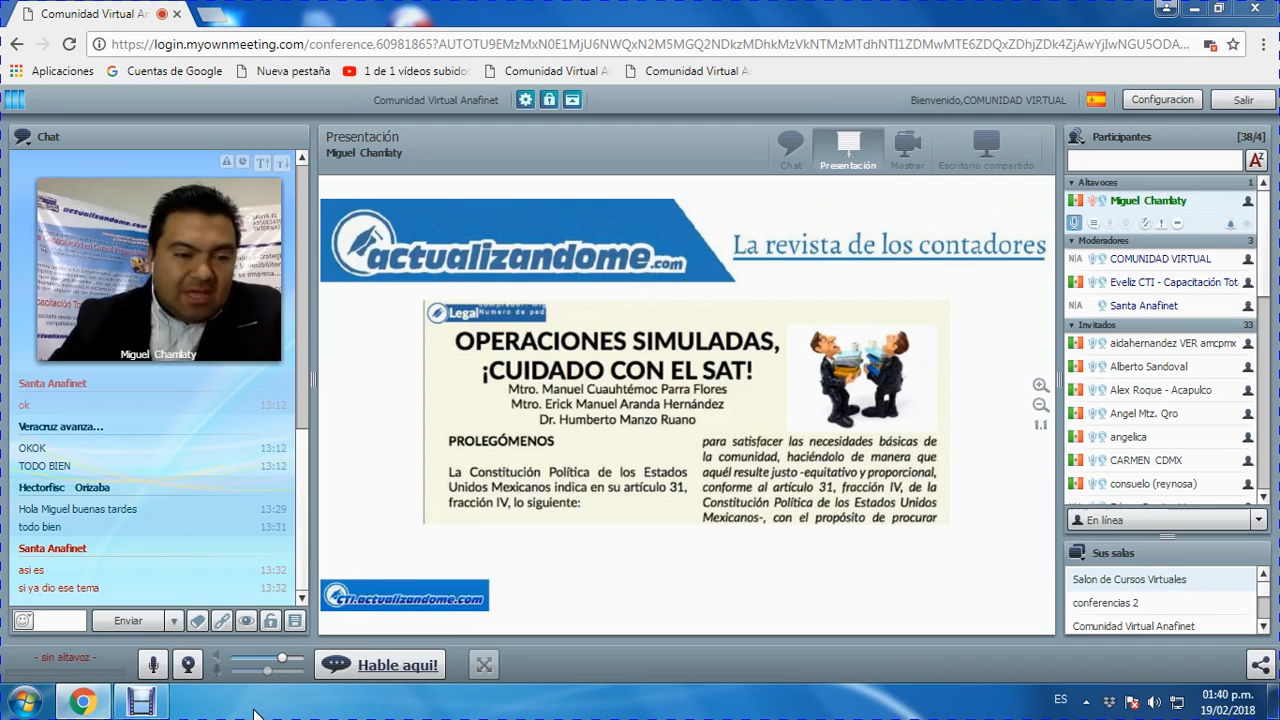 Comunidad Virtual An
https://login.myownmeeting.com/conference,60981865?AUTOTU9EMzMxN0E1MjU6NWQxN2M5MGQ2NDkzMDhkMzVkNTMzMTdhNTI1ZDMwMTE6ZDQxZDhjZDk4ZjAwYjIwNGU5ODA...
Aplicaciones
Cuentas de Google
Nueva pestaña
1 de 1 vídeos subidos
Comunidad Virtual A
Comunidad Virtual A
Comunidad Virtual Anafinet
Bienvenido,COMUNIDAD VIRTUAL
Configuracion
Salir
Chat
actualizandome.com
Miguel Chamlaty
Santa Anafinet
ok 13:12
Veracruz avanza...
OKOK 13:12
TODO BIEN 13:12
Hectorfisc Orizaba
Hola Miguel buenas tardes 13:29
todo bien 13:31
Santa Anafinet
asi es 13:32
si ya dio ese tema 13:32
Enviar
- sin altavoz -
Hable aqui!
Presentación
Miguel Chamlaty
Chat
Presentación
Mostrar
Escritorio compartido
actualizandome.com
La revista de los contadores
Legal
Numero de ped
OPERACIONES SIMULADAS,
¡CUIDADO CON EL SAT!
Mtro. Manuel Cuauhtémoc Parra Flores
Mtro. Erick Manuel Aranda Hernández
Dr. Humberto Manzo Ruano
PROLEGÓMENOS
La Constitución Política de los Estados
Unidos Mexicanos indica en su artículo 31,
fracción IV, lo siguiente:
para satisfacer las necesidades básicas de
la comunidad, haciéndolo de manera que
aquél resulte justo -equitativo y proporcional,
conforme al artículo 31, fracción IV, de la
Constitución Política de los Estados Unidos
Mexicanos-, con el propósito de procurar
CTI.actualizandome.com
1.1
Participantes [38/4]
Altavoces 1
Miguel Chamlaty
Moderadores 3
N/A COMUNIDAD VIRTUAL
Eveliz CTI - Capacitación Tot
N/A Santa Anafinet
Invitados 33
aidahernandez VER amcpmx
Alberto Sandoval
Alex Roque - Acapulco
Angel Mtz. Qro
angelica
CARMEN CDMX
consuelo (reynosa)
En línea
Sus salas
Salon de Cursos Virtuales
conferencias 2
Comunidad Virtual Anafinet
ES
01:40 p.m.
19/02/2018